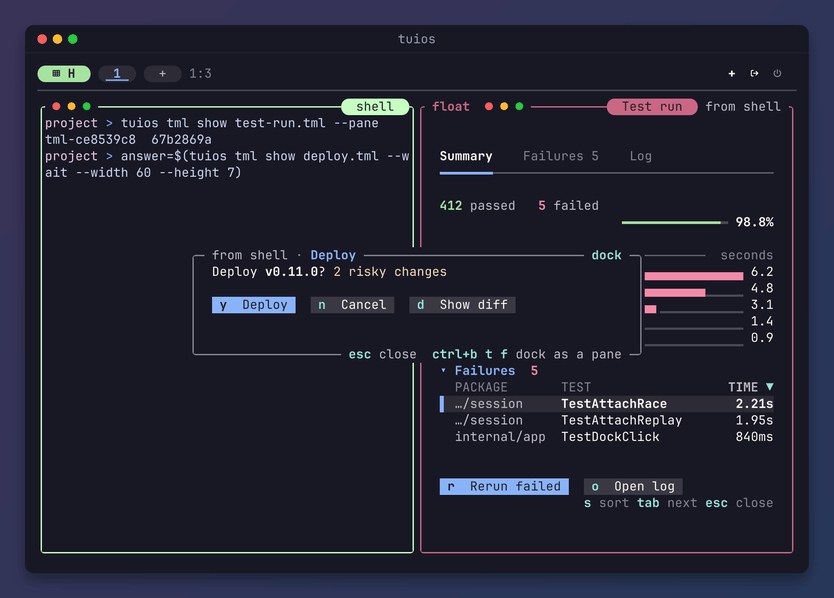 tuios
H 1 + 1:3 +
shell
project > tuios tml show test-run.tml --pane
tml-ce8539c8 67b2869a
project > answer=$(tuios tml show deploy.tml --w
ait --width 60 --height 7)
float Test run from shell
Summary Failures 5 Log
412 passed 5 failed
98.8%
from shell · Deploy dock
Deploy v0.11.0? 2 risky changes
y Deploy n Cancel d Show diff
esc close ctrl+b t f dock as a pane
seconds
6.2
4.8
3.1
1.4
0.9
▾ Failures 5
PACKAGE TEST TIME ▼
…/session TestAttachRace 2.21s
…/session TestAttachReplay 1.95s
internal/app TestDockClick 840ms
r Rerun failed o Open log
s sort tab next esc close